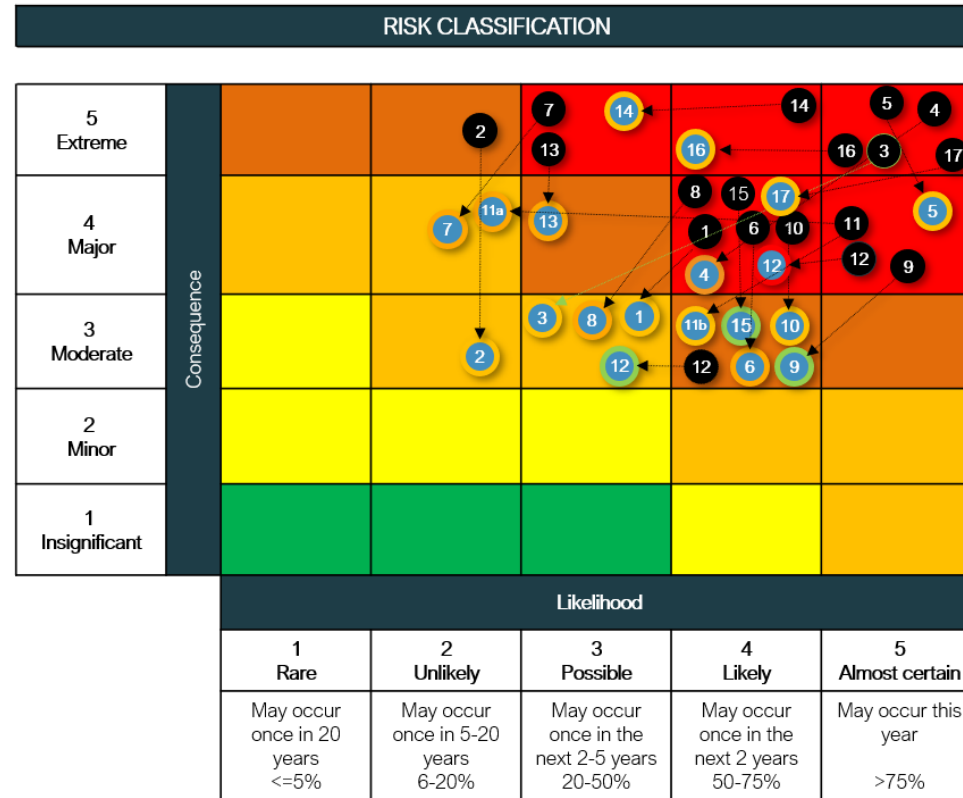 RISK CLASSIFICATION
5
Extreme
2
7
13
14
14
16
5
4
16
3
17
4
Major
7
11a
13
8
15
17
5
1
6
10
11
4
12
12
9
3
Moderate
2
3
8
1
11b
15
10
12
12
6
9
2
Minor
1
Insignificant
Consequence
Likelihood
1
Rare
2
Unlikely
3
Possible
4
Likely
5
Almost certain
May occur
once in 20
years
<=5%
May occur
once in 5-20
years
6-20%
May occur
once in the
next 2-5 years
20-50%
May occur
once in the
next 2 years
50-75%
May occur this
year
>75%